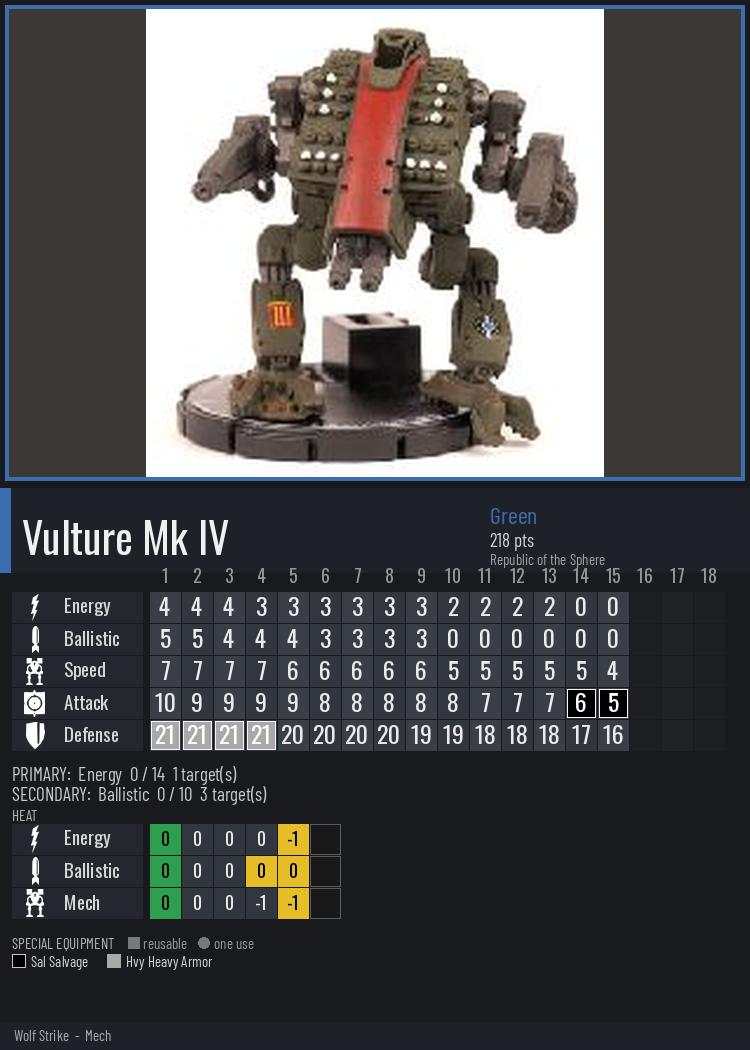 III
Vulture Mk IV
Green
218 pts
Republic of the Sphere
1 2 3 4 5 6 7 8 9 10 11 12 13 14 15 16 17 18
Energy 4 4 4 3 3 3 3 3 3 2 2 2 2 0 0
Ballistic 5 5 4 4 4 3 3 3 3 0 0 0 0 0 0
Speed 7 7 7 7 6 6 6 6 6 5 5 5 5 5 4
Attack 10 9 9 9 9 8 8 8 8 8 7 7 7 6 5
Defense 21 21 21 21 20 20 20 20 19 19 18 18 18 17 16
PRIMARY: Energy 0 / 14 1 target(s)
SECONDARY: Ballistic 0 / 10 3 target(s)
HEAT
Energy 0 0 0 0 -1
Ballistic 0 0 0 0 0
Mech 0 0 0 -1 -1
SPECIAL EQUIPMENT reusable one use
Sal Salvage Hvy Heavy Armor
Wolf Strike - Mech